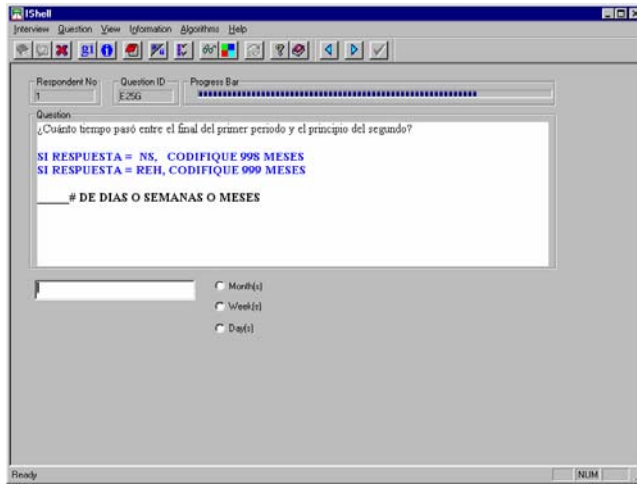 IShell
Interview Question View Information Algorithms Help
Respondent No
Question ID
Progress Bar
1
E25G
Question
¿Cuánto tiempo pasó entre el final del primer periodo y el principio del segundo?
SI RESPUESTA = NS, CODIFIQUE 998 MESES
SI RESPUESTA = REH, CODIFIQUE 999 MESES
_____# DE DIAS O SEMANAS O MESES
Month(s)
Week(s)
Day(s)
Ready
NUM